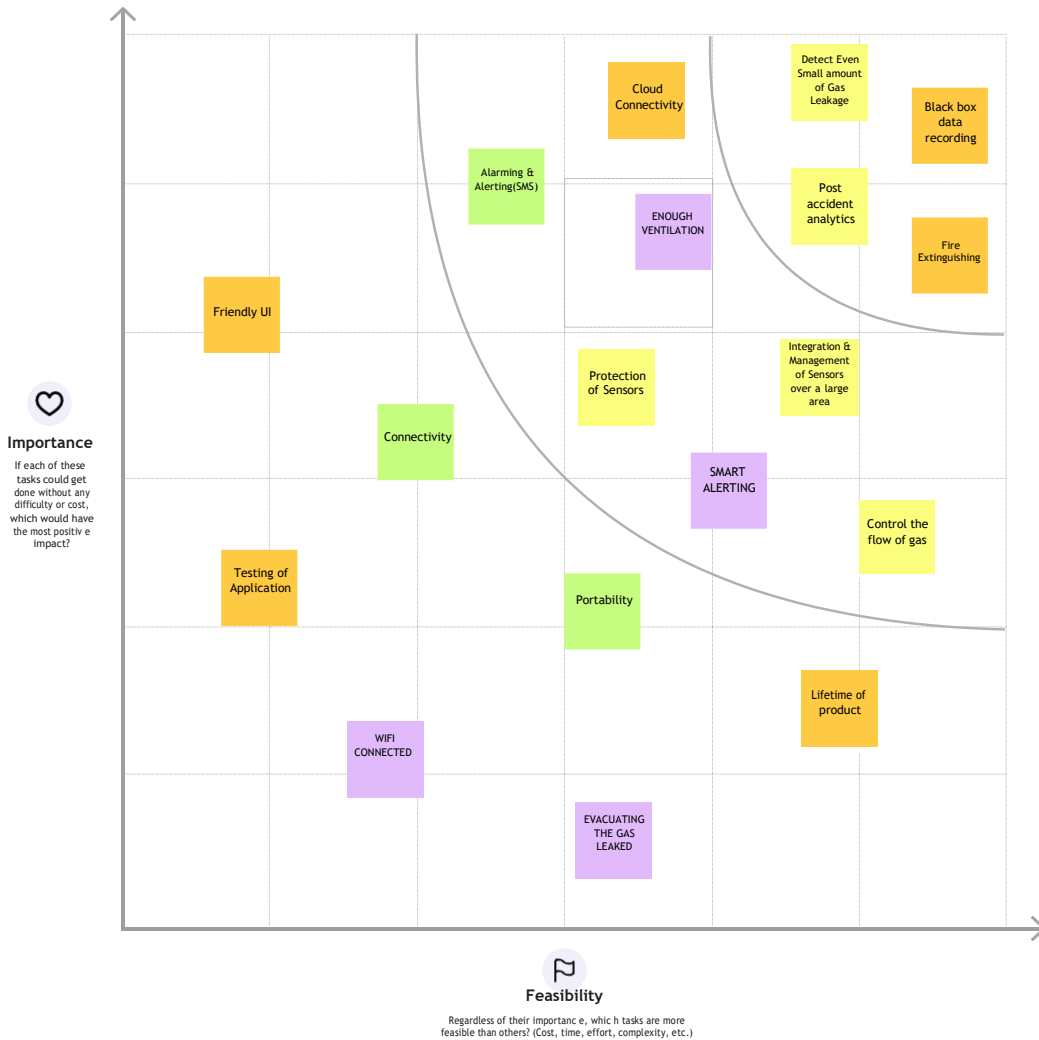 Detect Even
Small amount
of Gas
Leakage
Cloud
Connectivity
Black box
data
recording
Alarming &
Alerting(SMS)
Post
accident
analytics
ENOUGH
VENTILATION
Fire
Extinguishing
Friendly UI
Integration &
Management
of Sensors
over a large
area
Protection
of Sensors
Connectivity
Importance
If each of these
tasks could get
done without any
difficulty or cost,
which would have
the most positiv e
impact?
SMART
ALERTING
Control the
flow of gas
Testing of
Application
Portability
Lifetime of
product
WIFI
CONNECTED
EVACUATING
THE GAS
LEAKED
Feasibility
Regardless of their importanc e, whic h tasks are more
feasible than others? (Cost, time, effort, complexity, etc.)